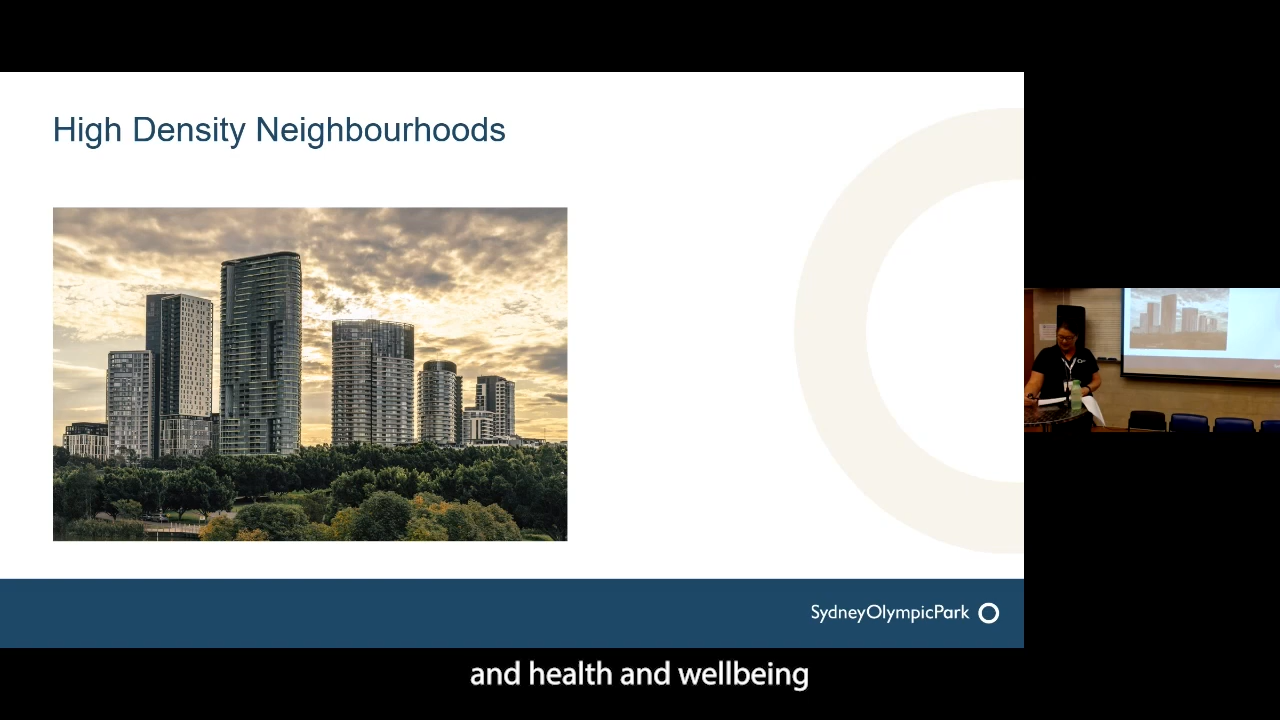 High Density Neighbourhoods
SydneyOlympicPark
and health and wellbeing